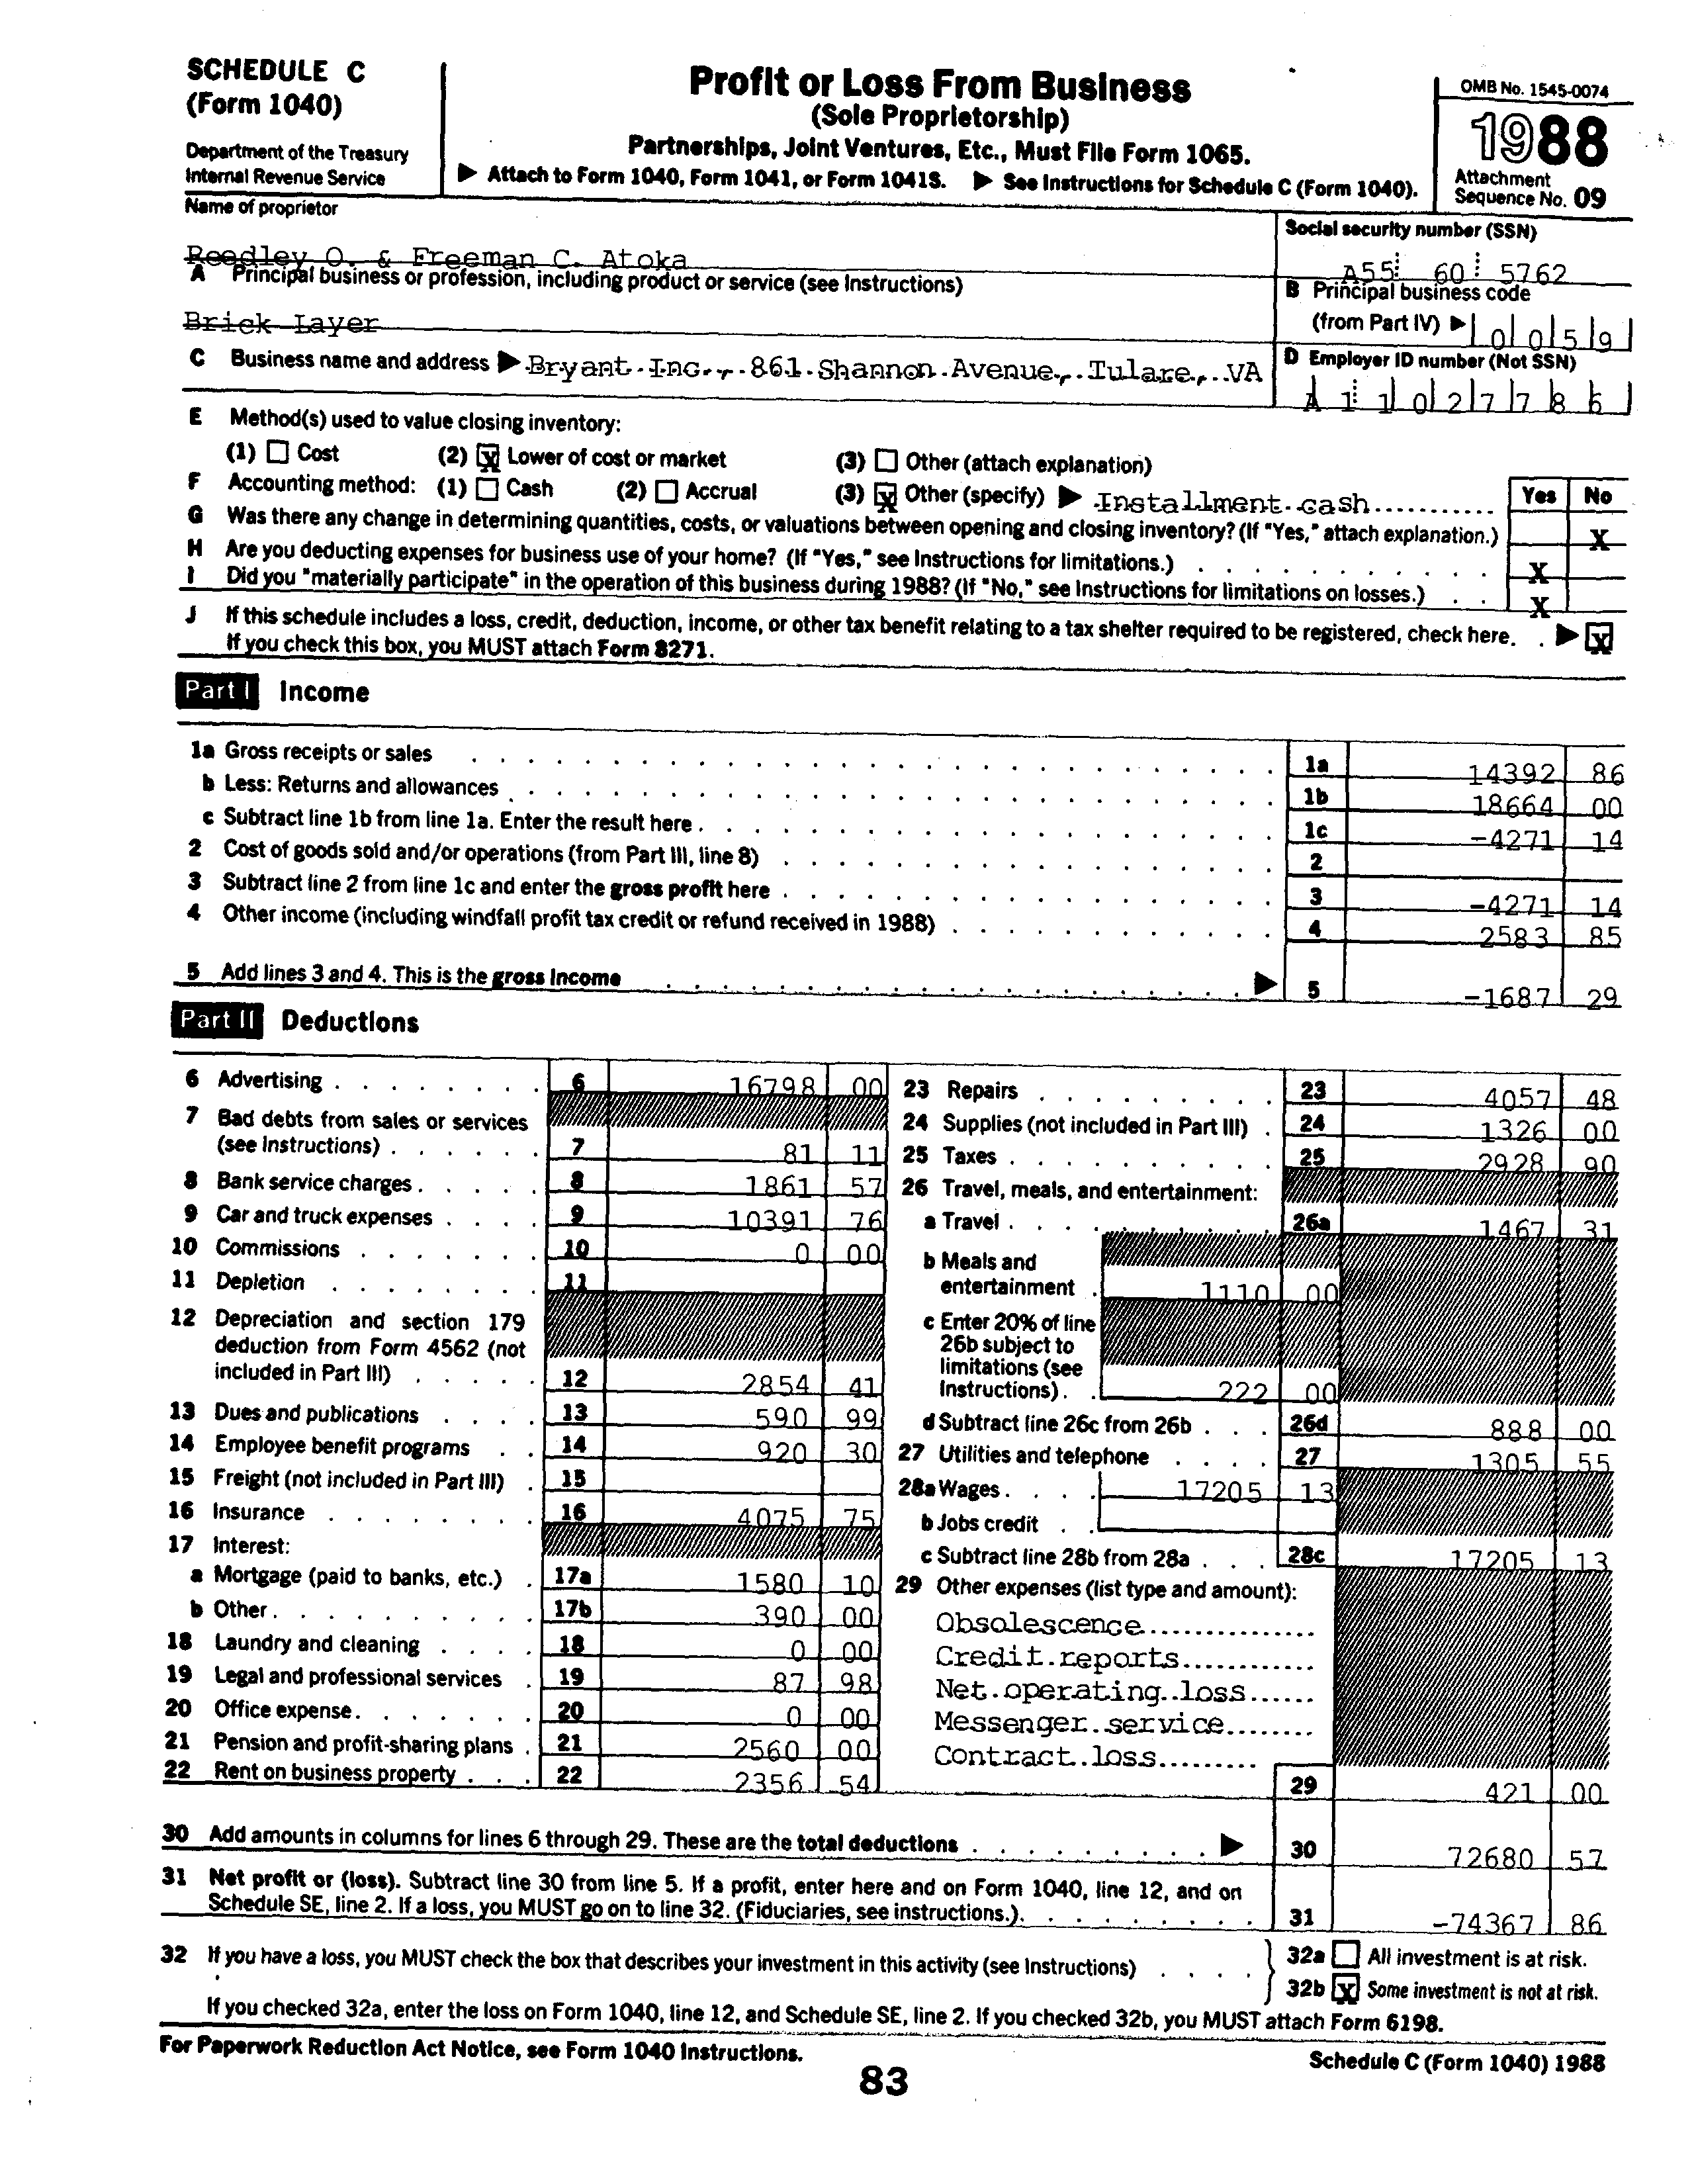 SCHEDULE C
(Form 1040)
Department of the Treasury
Internal Revenue Service
Profit or Loss From Business
(Sole Proprietorship)
Partnerships, Joint Ventures, Etc., Must File Form 1065.
▶ Attach to Form 1040, Form 1041, or Form 1041S. ▶ See Instructions for Schedule C (Form 1040).
OMB No. 1545-0074
1988
Attachment
Sequence No. 09
Name of proprietor
Reedley O. & Freeman C. Atoka
Social security number (SSN)
A55 60 5762
A Principal business or profession, including product or service (see Instructions)
Brick Layer
B Principal business code
(from Part IV) ▶ 0 0 5 9
C Business name and address ▶ Bryant Inc., 861 Shannon Avenue, Tulare, VA
D Employer ID number (Not SSN)
A 1 1 0 2 7 7 8 6
E Method(s) used to value closing inventory:
(1) Cost (2) X Lower of cost or market (3) Other (attach explanation)
F Accounting method: (1) Cash (2) Accrual (3) X Other (specify) ▶ Installment cash
Yes No
G Was there any change in determining quantities, costs, or valuations between opening and closing inventory? (If "Yes," attach explanation.) X
H Are you deducting expenses for business use of your home? (If "Yes," see Instructions for limitations.) X
I Did you "materially participate" in the operation of this business during 1988? (If "No," see Instructions for limitations on losses.) X
J If this schedule includes a loss, credit, deduction, income, or other tax benefit relating to a tax shelter required to be registered, check here. ▶ X
If you check this box, you MUST attach Form 8271.
Part I Income
1a Gross receipts or sales 1a 14392 86
b Less: Returns and allowances 1b 18664 00
c Subtract line 1b from line 1a. Enter the result here 1c -4271 14
2 Cost of goods sold and/or operations (from Part III, line 8) 2
3 Subtract line 2 from line 1c and enter the gross profit here 3 -4271 14
4 Other income (including windfall profit tax credit or refund received in 1988) 4 2583 85
5 Add lines 3 and 4. This is the gross income ▶ 5 -1687 29
Part II Deductions
6 Advertising 6 16798 00
7 Bad debts from sales or services
(see Instructions) 7 81 11
8 Bank service charges 8 1861 57
9 Car and truck expenses 9 10391 76
10 Commissions 10 0 00
11 Depletion 11
12 Depreciation and section 179
deduction from Form 4562 (not
included in Part III) 12 2854 41
13 Dues and publications 13 590 99
14 Employee benefit programs 14 920 30
15 Freight (not included in Part III) 15
16 Insurance 16 4075 75
17 Interest:
a Mortgage (paid to banks, etc.) 17a 1580 10
b Other 17b 390 00
18 Laundry and cleaning 18 0 00
19 Legal and professional services 19 87 98
20 Office expense 20 0 00
21 Pension and profit-sharing plans 21 2560 00
22 Rent on business property 22 2356 54
23 Repairs 23 4057 48
24 Supplies (not included in Part III) 24 1326 00
25 Taxes 25 2928 90
26 Travel, meals, and entertainment:
a Travel 26a 1467 31
b Meals and
entertainment 1110 00
c Enter 20% of line
26b subject to
limitations (see
Instructions) 222 00
d Subtract line 26c from 26b 26d 888 00
27 Utilities and telephone 27 1305 55
28a Wages 17205 13
b Jobs credit
c Subtract line 28b from 28a 28c 17205 13
29 Other expenses (list type and amount):
Obsolescence
Credit reports
Net operating loss
Messenger service
Contract loss
29 421 00
30 Add amounts in columns for lines 6 through 29. These are the total deductions ▶ 30 72680 57
31 Net profit or (loss). Subtract line 30 from line 5. If a profit, enter here and on Form 1040, line 12, and on
Schedule SE, line 2. If a loss, you MUST go on to line 32. (Fiduciaries, see instructions.) 31 -74367 86
32 If you have a loss, you MUST check the box that describes your investment in this activity (see Instructions)
32a All investment is at risk.
32b X Some investment is not at risk.
If you checked 32a, enter the loss on Form 1040, line 12, and Schedule SE, line 2. If you checked 32b, you MUST attach Form 6198.
For Paperwork Reduction Act Notice, see Form 1040 Instructions.
Schedule C (Form 1040) 1988
83